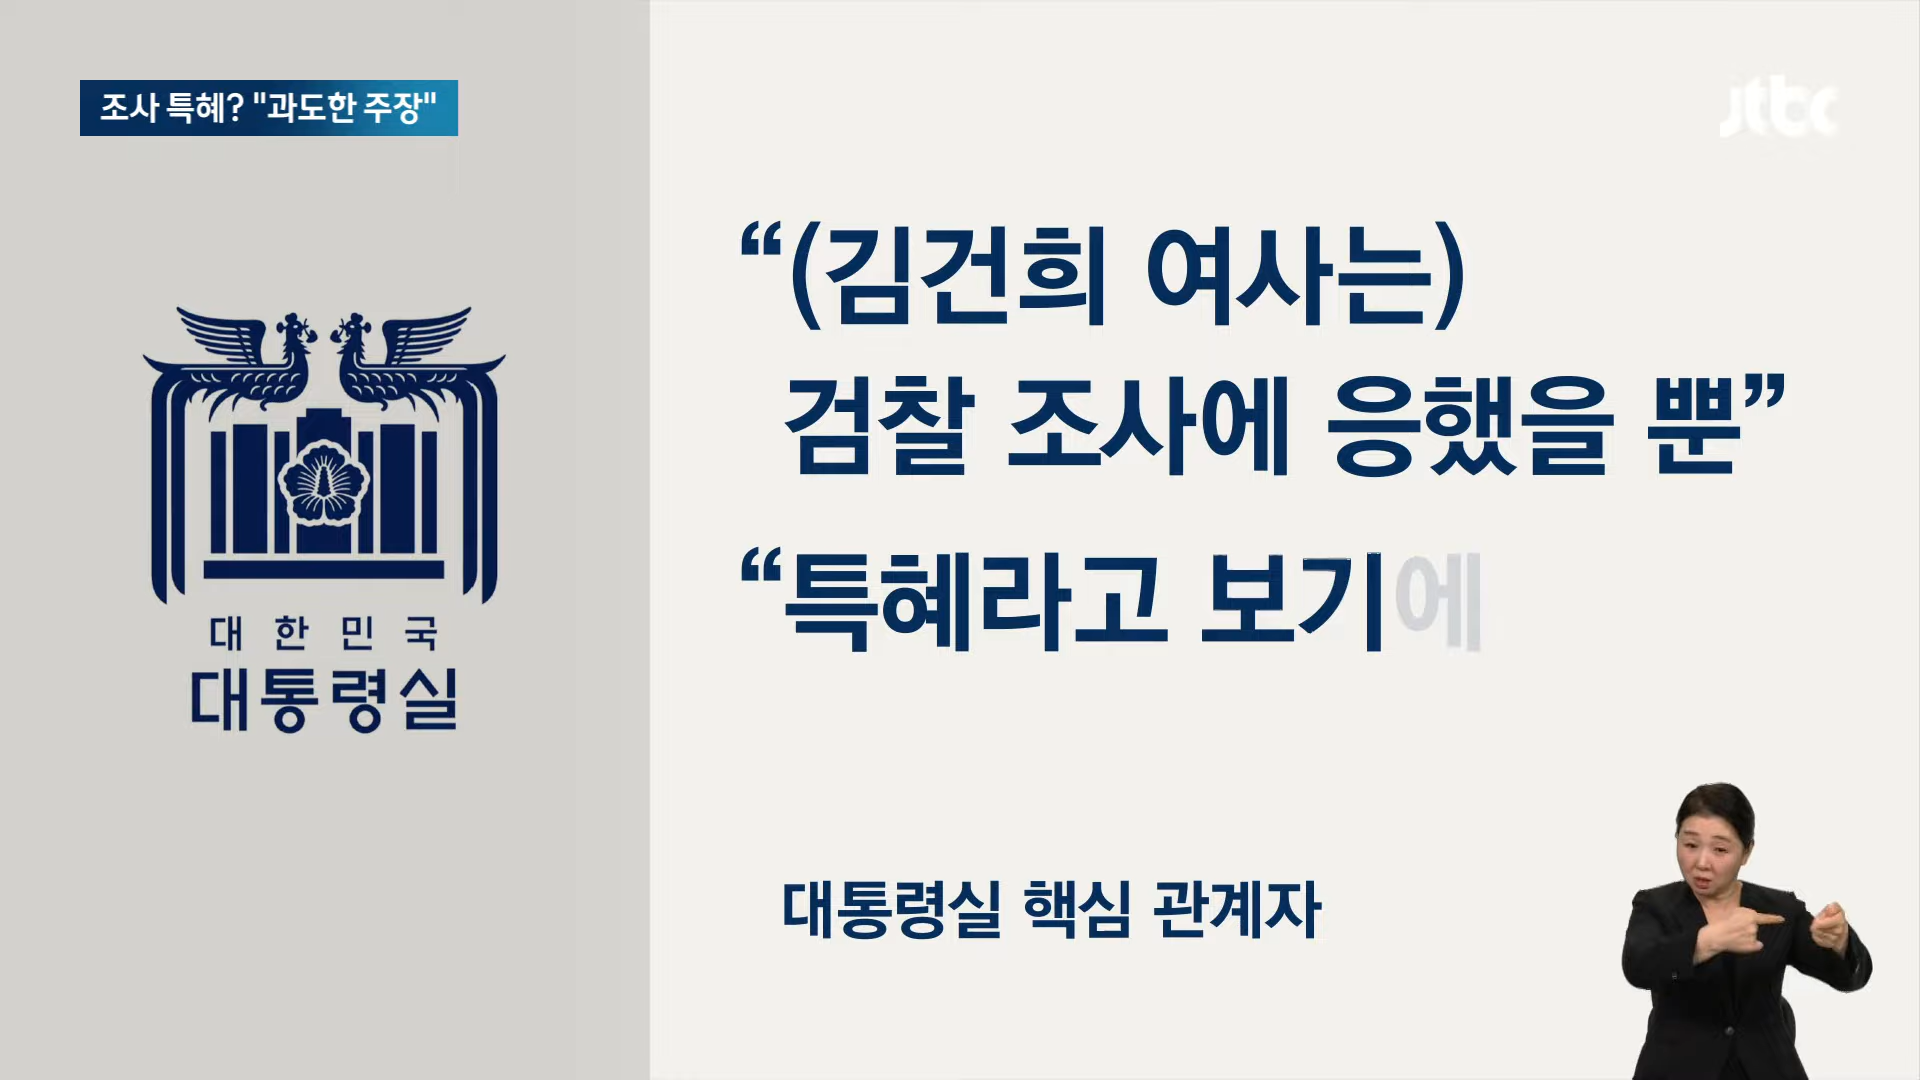 조사 특혜? "과도한 주장"
jtbc
“(김건희 여사는)
검찰 조사에 응했을 뿐”
“특혜라고 보기에
대한민국
대통령실
대통령실 핵심 관계자